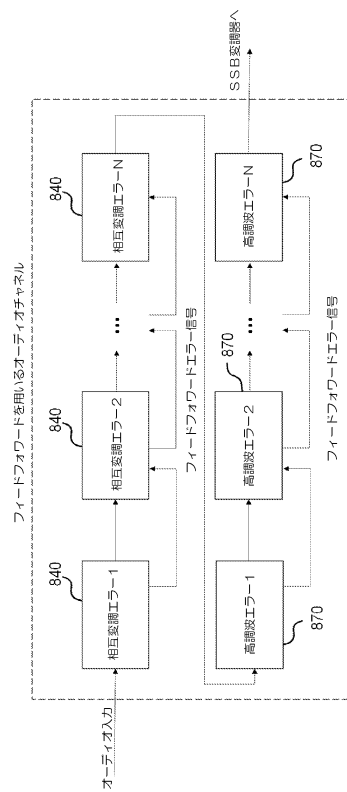 フィードフォワードを用いるオーディオチャネル
オーディオ入力
840
相互変調エラー1
840
相互変調エラー2
...
840
相互変調エラーN
フィードフォワードエラー信号
高調波エラー1
870
870
高調波エラー2
...
高調波エラーN
870
フィードフォワードエラー信号
SSB変調器へ